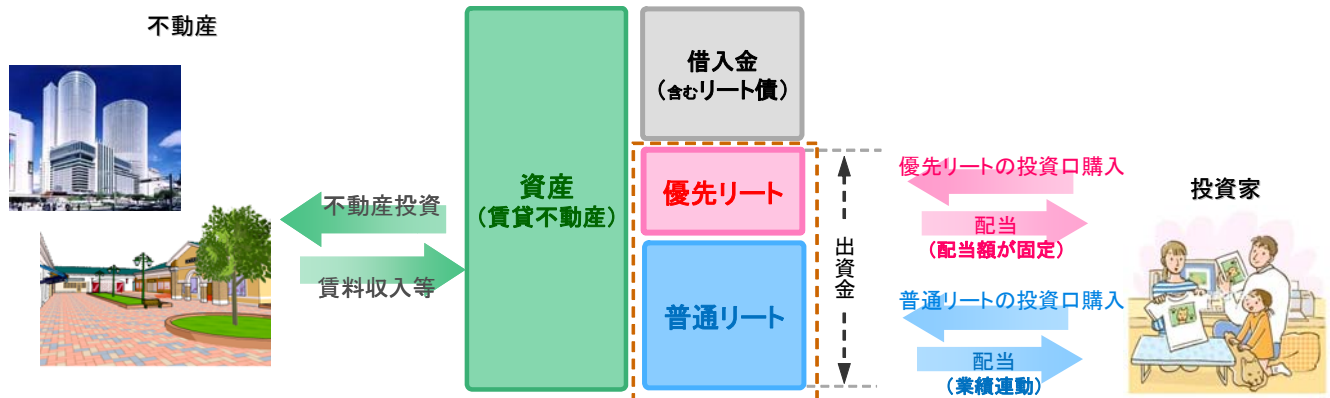 不動産
不動産投資
賃料収入等
資産
(賃貸不動産)
借入金
(含むリート債)
優先リート
普通リート
出資金
優先リートの投資口購入
配当
(配当額が固定)
普通リートの投資口購入
配当
(業績連動)
投資家